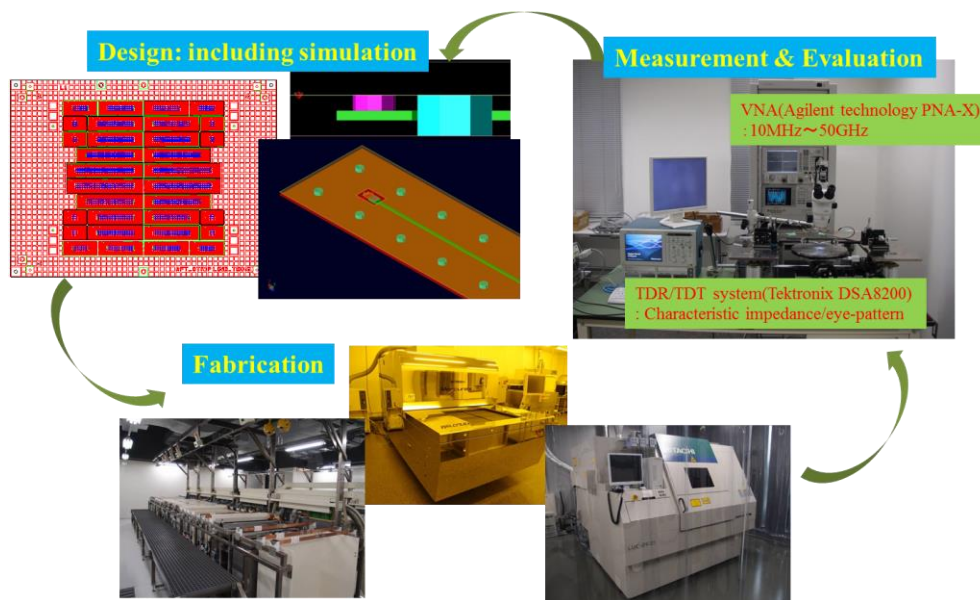 Design: including simulation
Measurement & Evaluation
VNA(Agilent technology PNA-X)
: 10MHz～50GHz
TDR/TDT system(Tektronix DSA8200)
: Characteristic impedance/eye-pattern
Fabrication
HITACHI